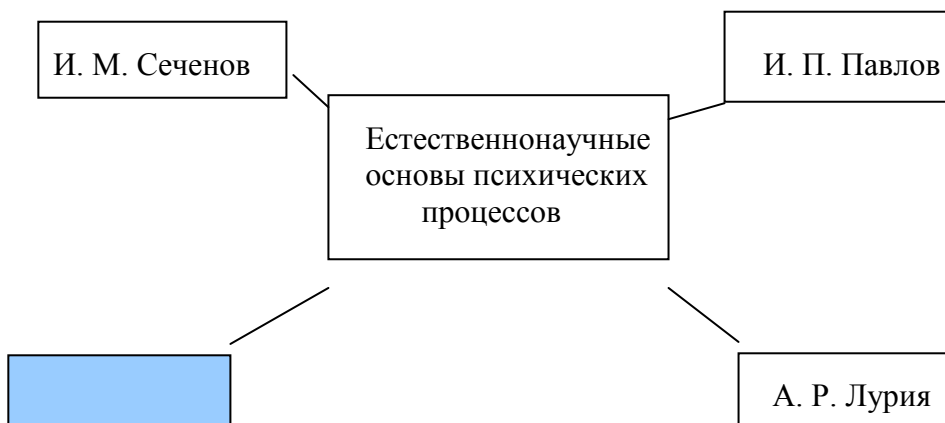 И. М. Сеченов
И. П. Павлов
Естественнонаучные
основы психических
процессов
А. Р. Лурия